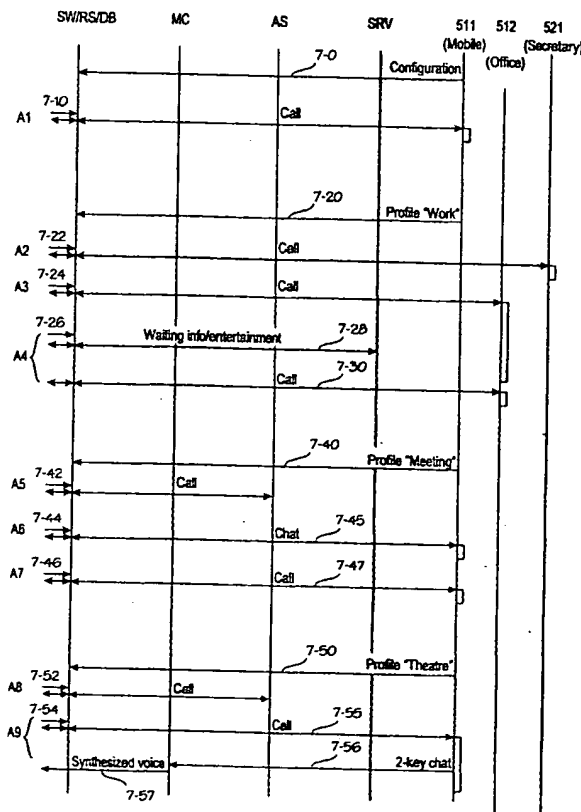 SW/RS/DB MC AS SRV 511 512 521
(Mobile) (Office) (Secretary)
7-0 Configuration
7-10
A1 Call
7-20 Profile "Work"
7-22
A2 Call
7-24
A3 Call
7-26 Waiting info/entertainment 7-28
A4
Call 7-30
7-40 Profile "Meeting"
7-42
A5 Call
7-44
A6 Chat 7-45
7-46
A7 Call 7-47
7-50 Profile "Theatre"
7-52
A8 Call
7-54
A9 Call 7-55
Synthesized voice 7-56 2-key chat
7-57